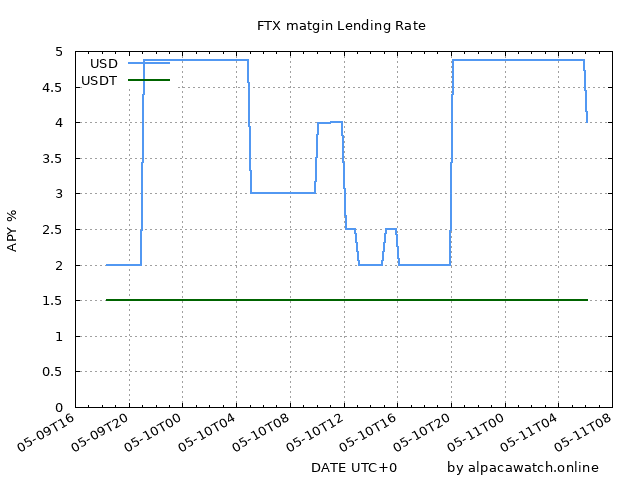 FTX matgin Lending Rate
USD
USDT
5
4.5
4
3.5
3
2.5
2
1.5
1
0.5
0
APY %
05-09T16
05-09T20
05-10T00
05-10T04
05-10T08
05-10T12
05-10T16
05-10T20
05-11T00
05-11T04
05-11T08
DATE UTC+0
by alpacawatch.online